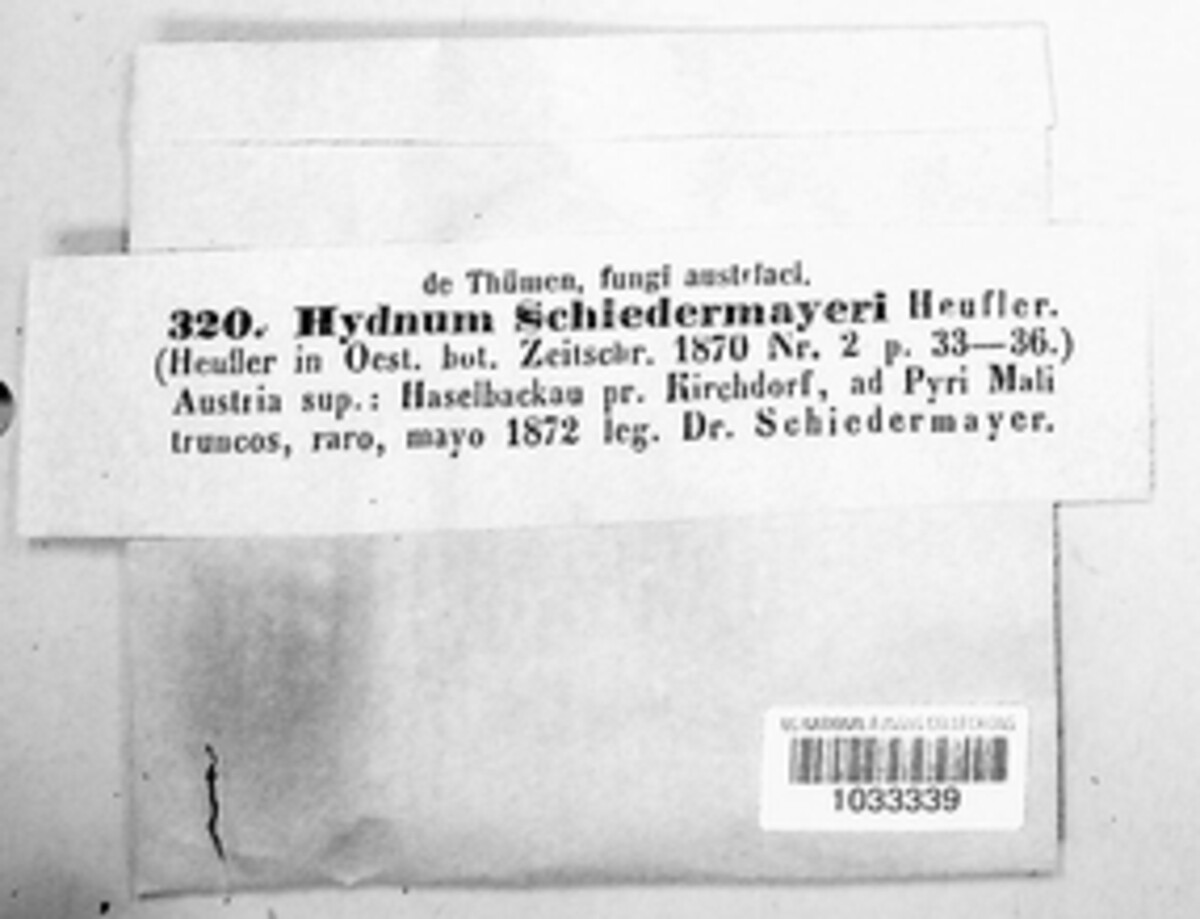 de Thümen, fungi austriaci.
320. Hydnum Schiedermayeri Heufler.
(Heufler in Oest. bot. Zeitschr. 1870 Nr. 2 p. 33—36.)
Austria sup.: Haselbackau pr. Kirchdorf, ad Pyri Mali
truncos, raro, mayo 1872 leg. Dr. Schiedermayer.
1033339